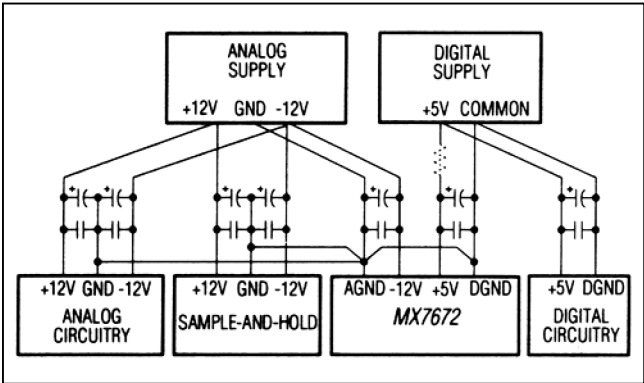 ANALOG
SUPPLY
+12V GND -12V
DIGITAL
SUPPLY
+5V COMMON
+ + + + + + +
+12V GND -12V
ANALOG
CIRCUITRY
+12V GND -12V
SAMPLE-AND-HOLD
AGND -12V +5V DGND
MX7672
+5V DGND
DIGITAL
CIRCUITRY